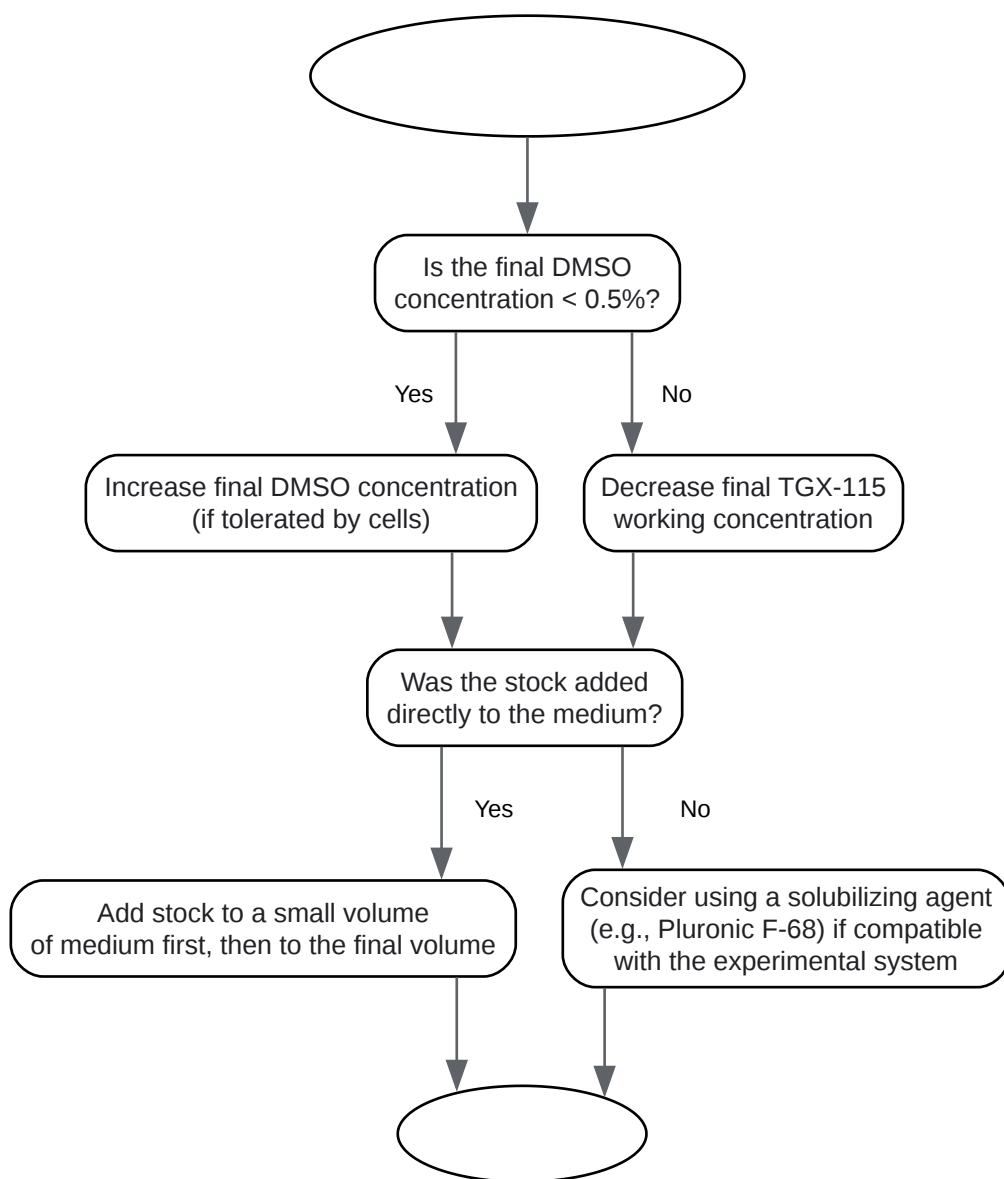 Is the final DMSO
concentration < 0.5%?
Yes
No
Increase final DMSO concentration
(if tolerated by cells)
Decrease final TGX-115
working concentration
Was the stock added
directly to the medium?
Yes
No
Add stock to a small volume
of medium first, then to the final volume
Consider using a solubilizing agent
(e.g., Pluronic F-68) if compatible
with the experimental system